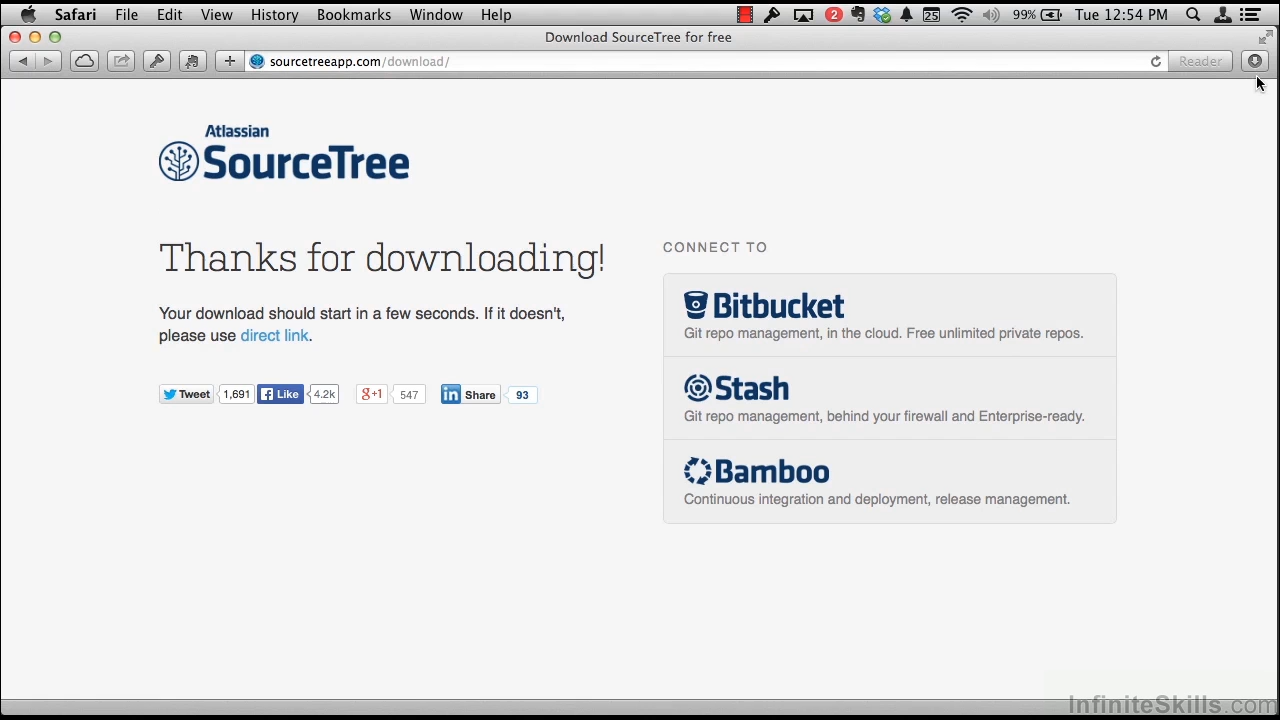 Safari File Edit View History Bookmarks Window Help 2 25 99% Tue 12:54 PM
Download SourceTree for free
sourcetreeapp.com/download/ Reader
Atlassian
SourceTree
Thanks for downloading!
Your download should start in a few seconds. If it doesn't,
please use direct link.
Tweet 1,691 Like 4.2k g+1 547 in Share 93
CONNECT TO
Bitbucket
Git repo management, in the cloud. Free unlimited private repos.
Stash
Git repo management, behind your firewall and Enterprise-ready.
Bamboo
Continuous integration and deployment, release management.
InfiniteSkills.com